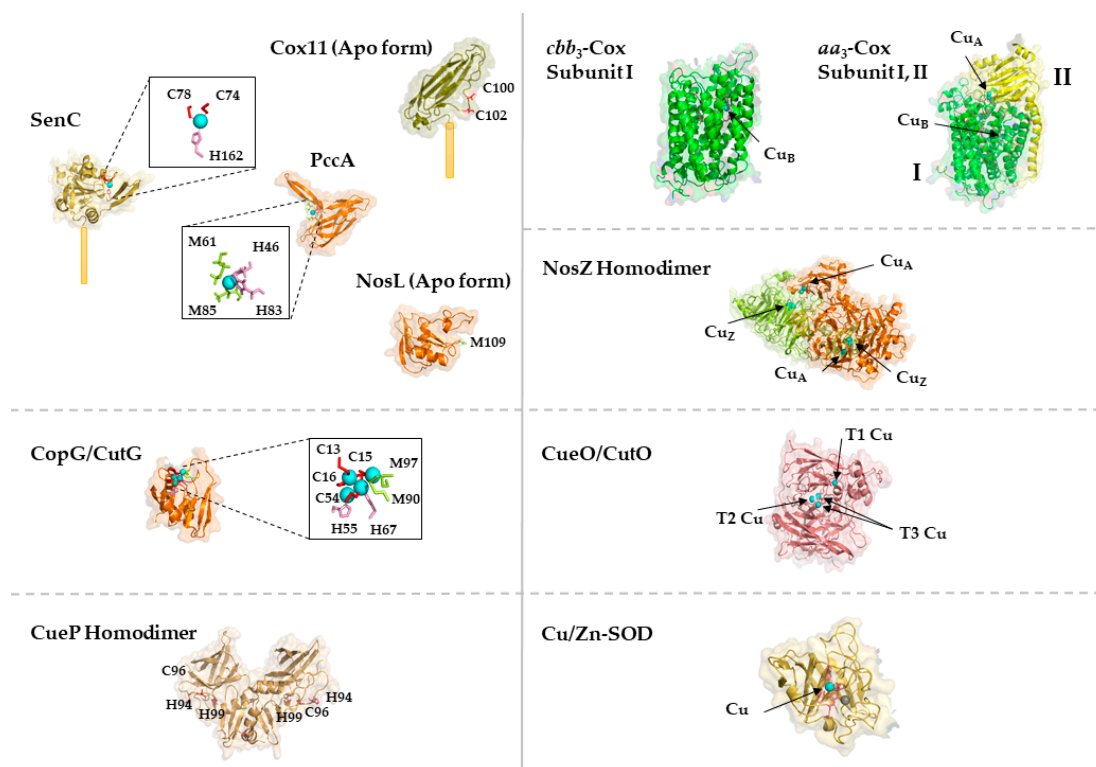 Cox11 (Apo form)
C100
C102
SenC
C78 C74
H162
PccA
M61 H46
M85 H83
NosL (Apo form)
M109
cbb₃-Cox
Subunit I
CuB
aa₃-Cox
Subunit I, II
CuA
II
CuB
I
NosZ Homodimer
CuA
CuZ
CuA
CuZ
CopG/CutG
C13 C15
M97
C16
C54
M90
H55 H67
CueO/CutO
T1 Cu
T2 Cu
T3 Cu
CueP Homodimer
C96
H94
H99
H99
C96
H94
Cu/Zn-SOD
Cu